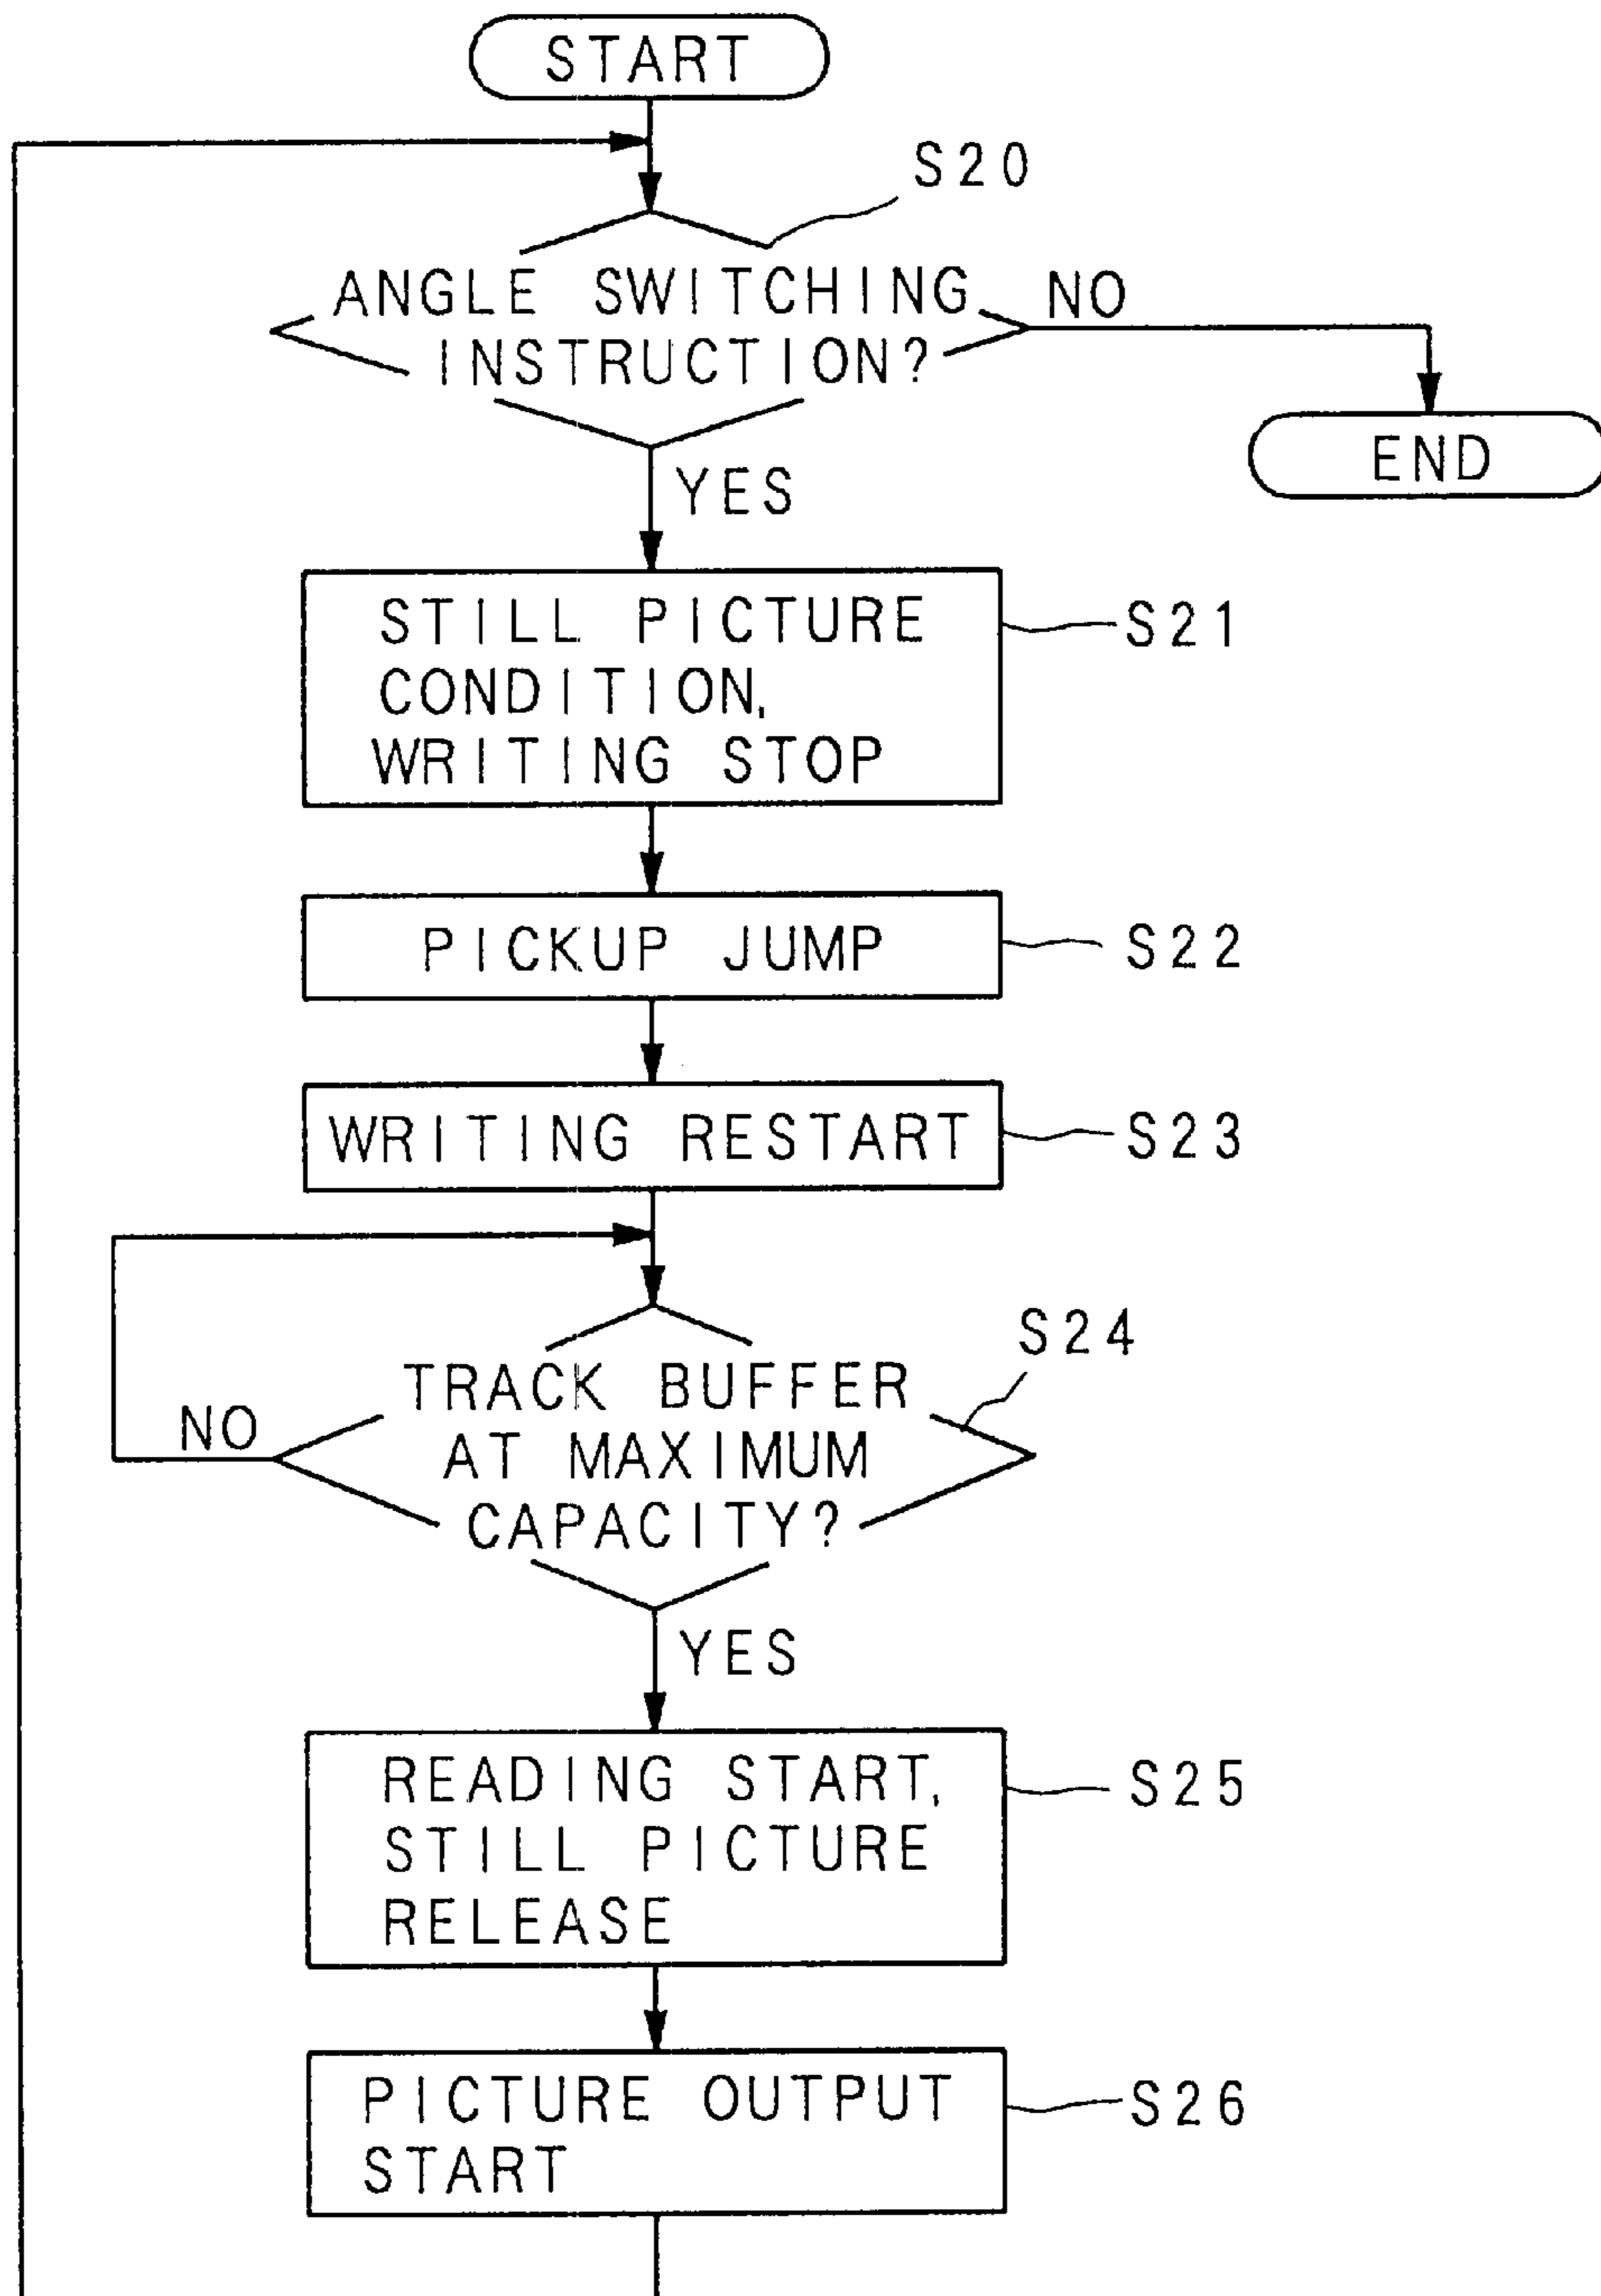 START
S20
ANGLE SWITCHING
INSTRUCTION?
NO
END
YES
STILL PICTURE
CONDITION,
WRITING STOP
S21
PICKUP JUMP
S22
WRITING RESTART
S23
S24
TRACK BUFFER
AT MAXIMUM
CAPACITY?
NO
YES
READING START,
STILL PICTURE
RELEASE
S25
PICTURE OUTPUT
START
S26